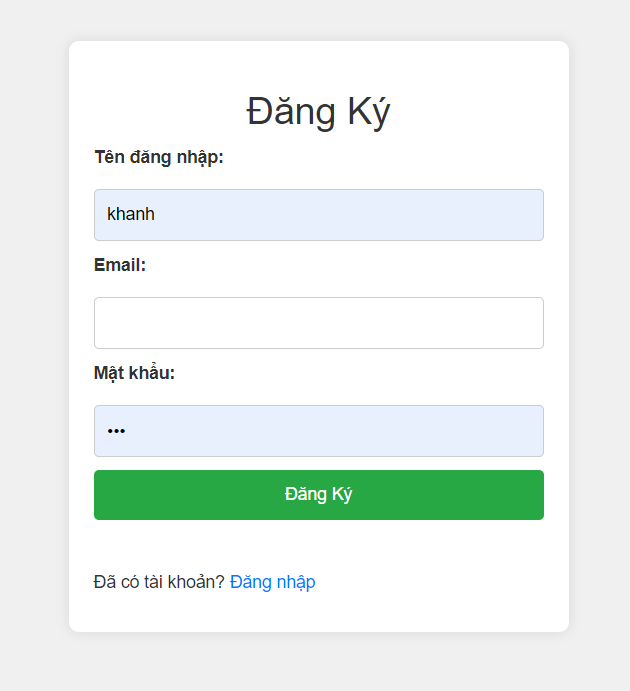 Đăng Ký
Tên đăng nhập:
khanh
Email:
Mật khẩu:
•••
Đăng Ký
Đã có tài khoản? Đăng nhập